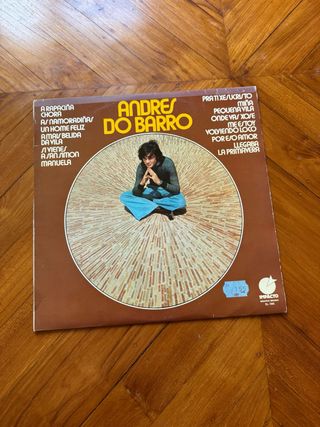 ANDRES
DO BARRO
A RAPACIÑA
CHORA
AS NAMORADIÑAS
UN HOME FELIZ
A MAIS BELIDA
DA VILA
SI VIENES
A SAN SIMON
MANUELA
PRA TI XESUCRISTO
MIÑA
PEQUENA VILA
ONDE VAS XOSE
ME ESTOY
VOLVIENDO LOCO
POR ESO AMOR
LLEGABA
LA PRIMAVERA
IMPACTO